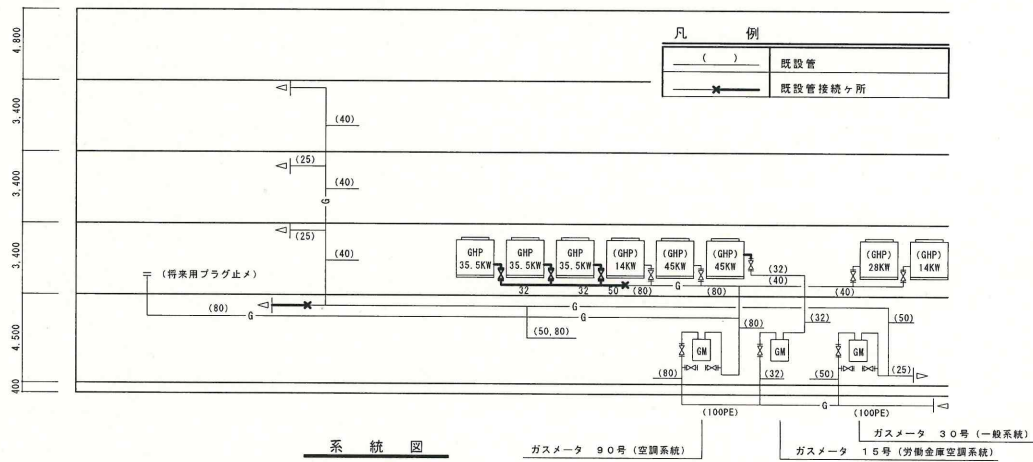 凡 例
( ) 既設管
既設管接続ヶ所
4.800
3.400
3.400
3.400
4.500
400
(40)
(25)
(40)
G
(25)
(40)
(将来用プラグ止メ)
(80)
G
G
G
(50,80)
GHP
35.5KW
GHP
35.5KW
GHP
35.5KW
(GHP)
14KW
(GHP)
45KW
(GHP)
45KW
(GHP)
28KW
(GHP)
14KW
32
32
50
(80)
G
(80)
(32)
(40)
(40)
(80)
(32)
(50)
GM
GM
GM
(80)
(32)
(50)
(25)
(100PE)
G
(100PE)
ガスメータ 30号(一般系統)
ガスメータ 90号(空調系統)
ガスメータ 15号(労働金庫空調系統)
系 統 図